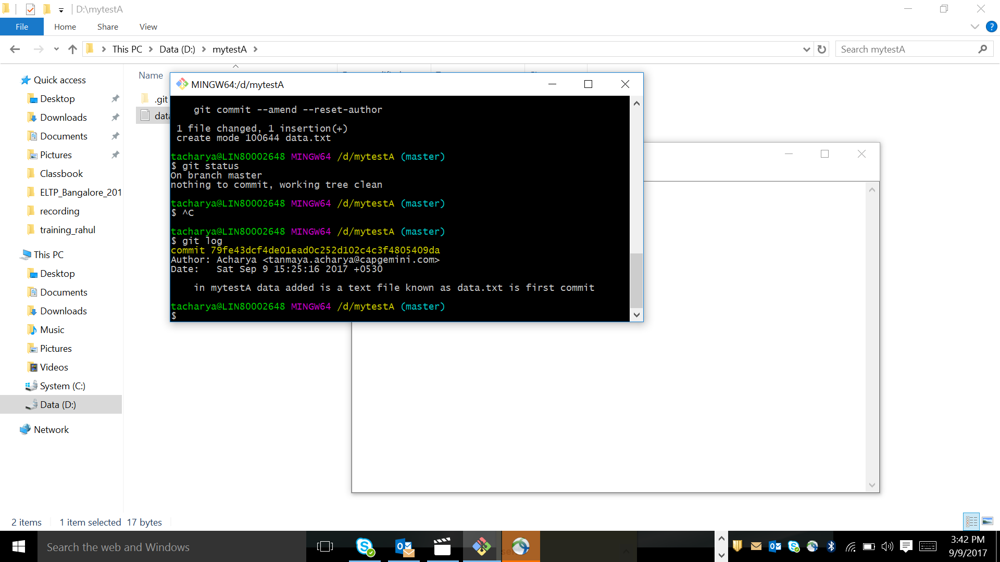 D:\mytestA
File Home Share View
This PC Data (D:) mytestA
Search mytestA
Quick access
Desktop
Downloads
Documents
Pictures
Classbook
ELTP_Bangalore_201
recording
training_rahul
This PC
Desktop
Documents
Downloads
Music
Pictures
Videos
System (C:)
Data (D:)
Network
Name
.git
data
MINGW64:/d/mytestA
git commit --amend --reset-author
1 file changed, 1 insertion(+)
create mode 100644 data.txt
tacharya@LIN80002648 MINGW64 /d/mytestA (master)
$ git status
On branch master
nothing to commit, working tree clean
tacharya@LIN80002648 MINGW64 /d/mytestA (master)
$ ^C
tacharya@LIN80002648 MINGW64 /d/mytestA (master)
$ git log
commit 79fe43dcf4de01ead0c252d102c4c3f4805409da
Author: Acharya <tanmaya.acharya@capgemini.com>
Date:   Sat Sep 9 15:25:16 2017 +0530
in mytestA data added is a text file known as data.txt is first commit
tacharya@LIN80002648 MINGW64 /d/mytestA (master)
$
2 items 1 item selected 17 bytes
Search the web and Windows
3:42 PM
9/9/2017